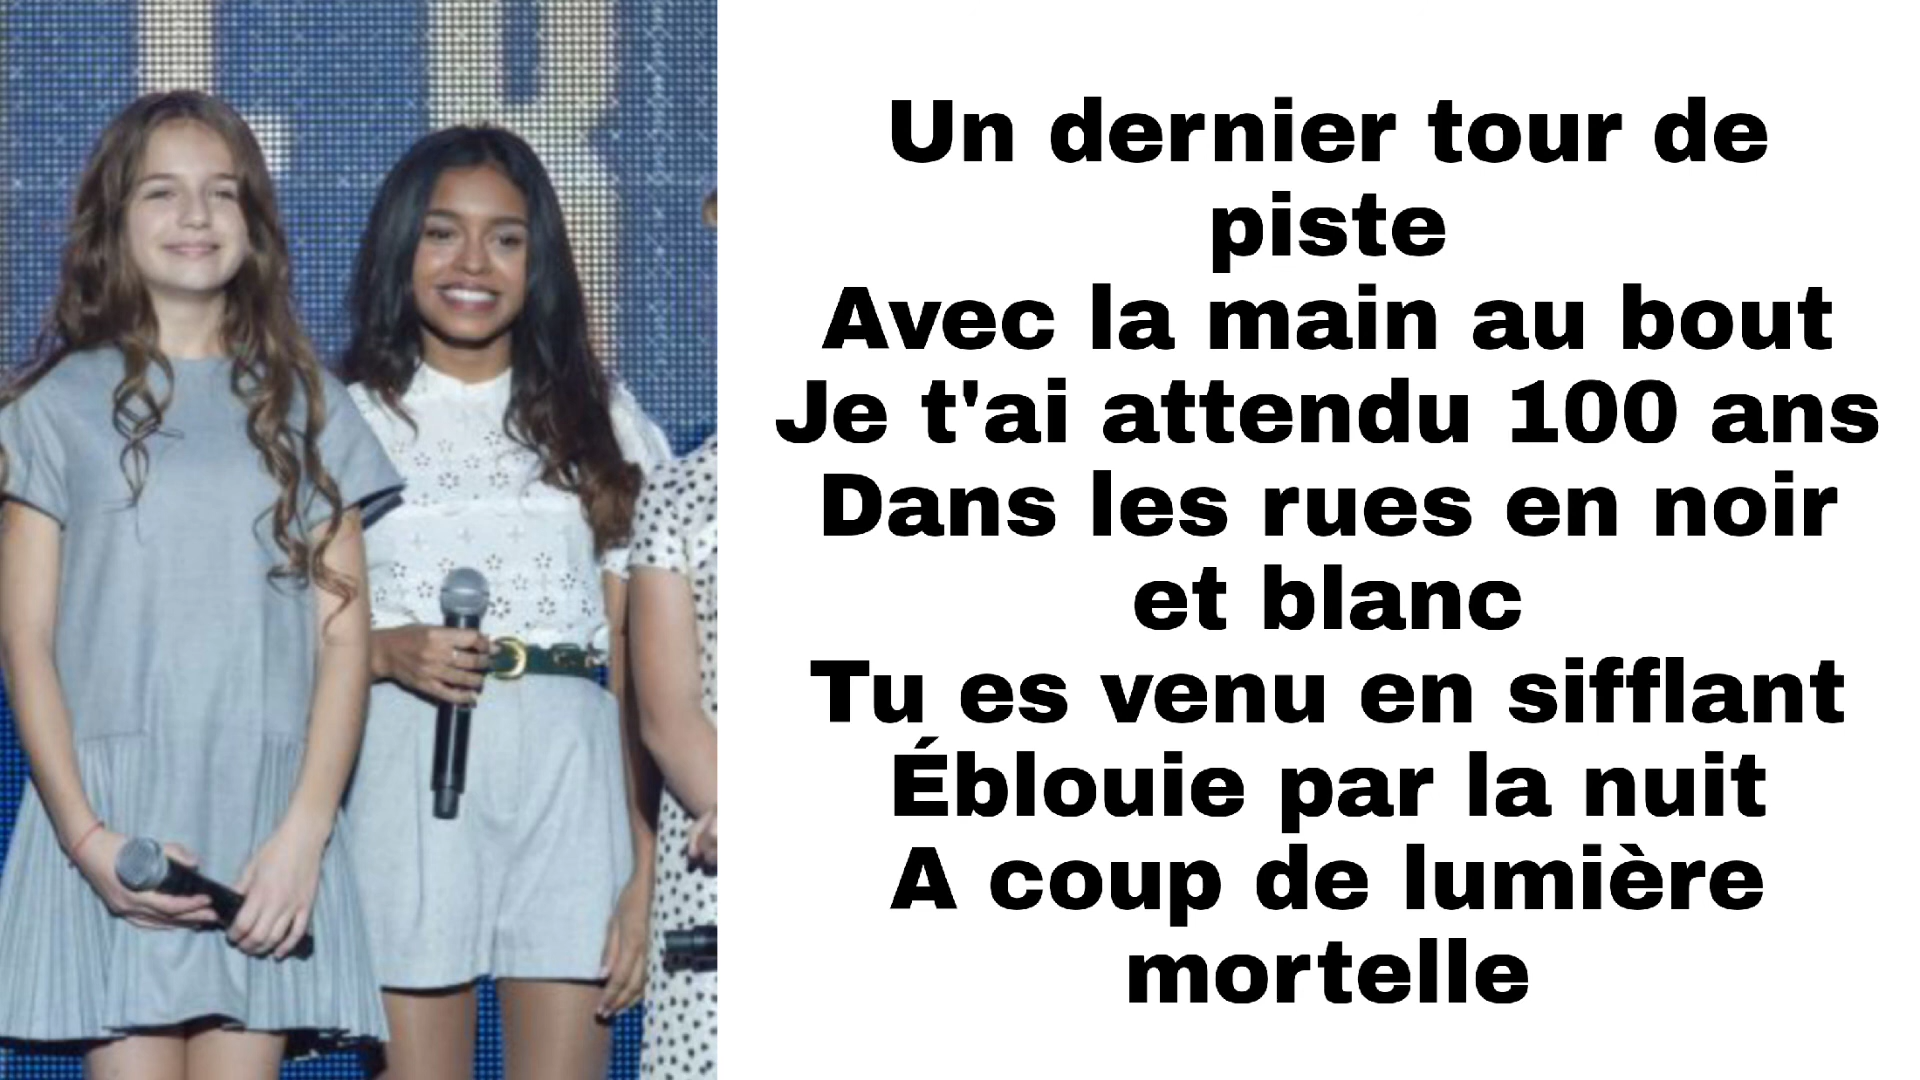 Un dernier tour de
piste
Avec la main au bout
Je t'ai attendu 100 ans
Dans les rues en noir
et blanc
Tu es venu en sifflant
Éblouie par la nuit
A coup de lumière
mortelle